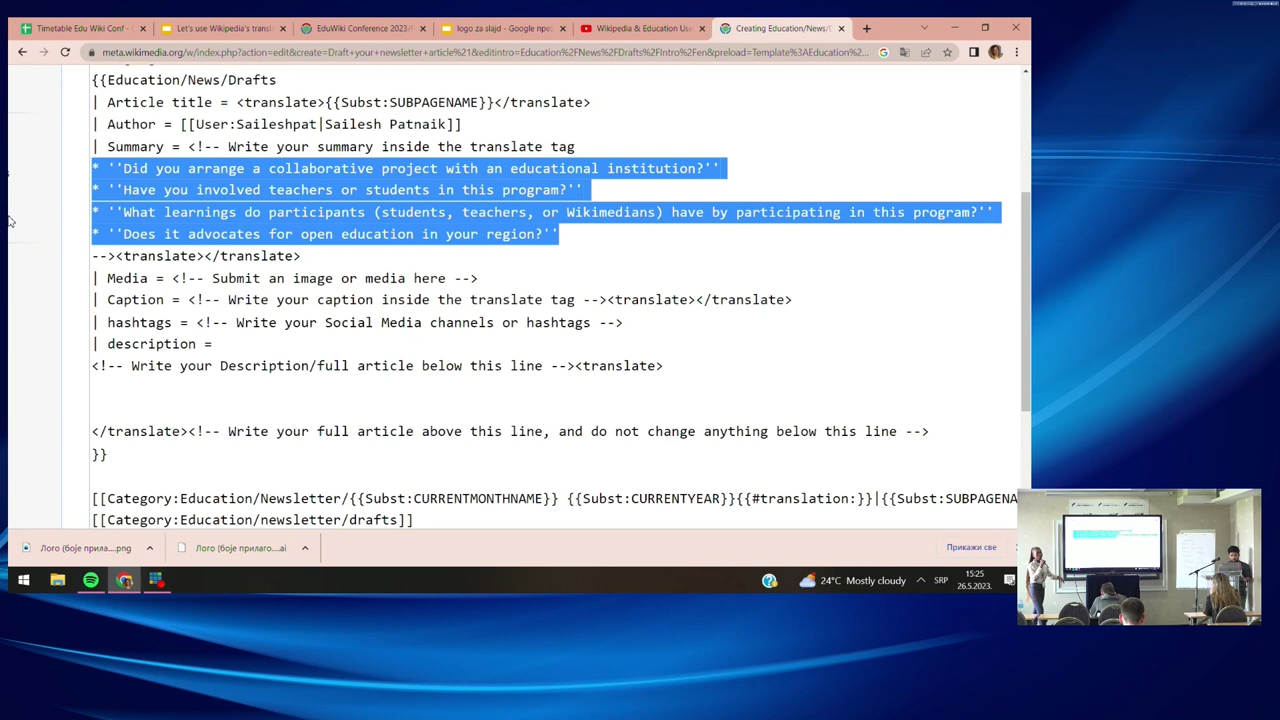 Timetable Edu Wiki Conf -
Let's use Wikipedia's transl
EduWiki Conference 2023/
logo za slajd - Google през
Wikipedia & Education Use
Creating Education/News/D
meta.wikimedia.org/w/index.php?action=edit&create=Draft+your+newsletter+article%21&editintro=Education%2FNews%2FDrafts%2FIntro%2Fen&preload=Template%3AEducation%2...
{{Education/News/Drafts
| Article title = <translate>{{Subst:SUBPAGENAME}}</translate>
| Author = [[User:Saileshpat|Sailesh Patnaik]]
| Summary = <!-- Write your summary inside the translate tag
* ''Did you arrange a collaborative project with an educational institution?''
* ''Have you involved teachers or students in this program?''
* ''What learnings do participants (students, teachers, or Wikimedians) have by participating in this program?''
* ''Does it advocates for open education in your region?''
--><translate></translate>
| Media = <!-- Submit an image or media here -->
| Caption = <!-- Write your caption inside the translate tag --><translate></translate>
| hashtags = <!-- Write your Social Media channels or hashtags -->
| description =
<!-- Write your Description/full article below this line --><translate>
</translate><!-- Write your full article above this line, and do not change anything below this line -->
}}
[[Category:Education/Newsletter/{{Subst:CURRENTMONTHNAME}} {{Subst:CURRENTYEAR}}{{#translation:}}|{{Subst:SUBPAGENA
[[Category:Education/newsletter/drafts]]
Лого (боје прила....png
Лого (боје прилаго....ai
Прикажи све
24°C Mostly cloudy
SRP
15:25
26.5.2023.